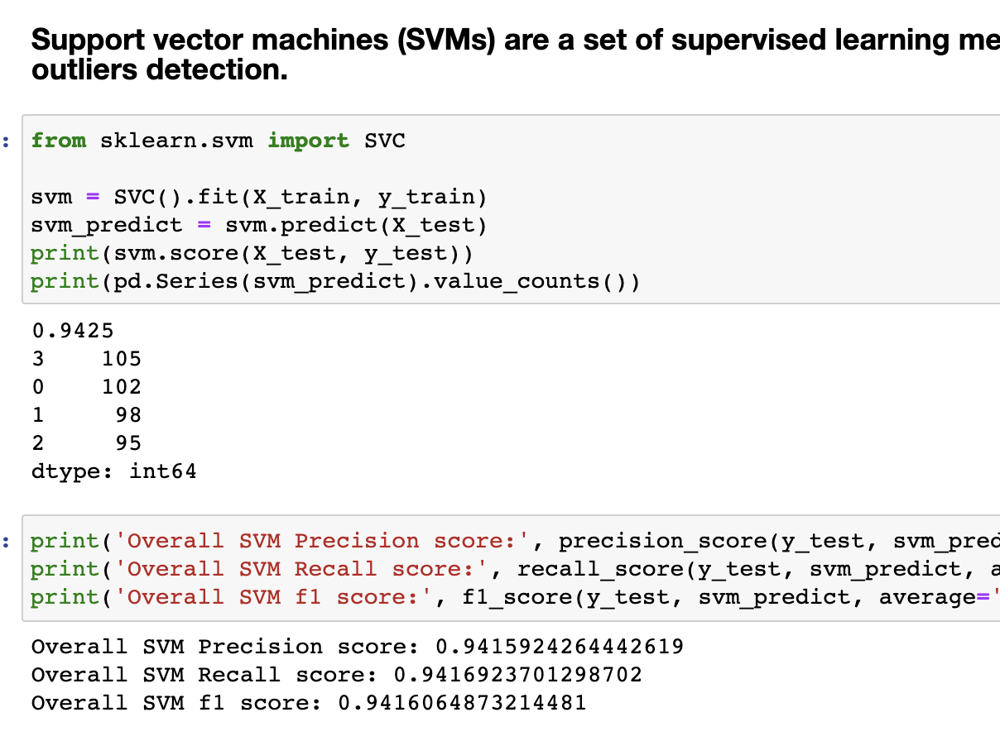 Support vector machines (SVMs) are a set of supervised learning me
outliers detection.
:
from sklearn.svm import SVC
svm = SVC().fit(X_train, y_train)
svm_predict = svm.predict(X_test)
print(svm.score(X_test, y_test))
print(pd.Series(svm_predict).value_counts())
0.9425
3     105
0     102
1      98
2      95
dtype: int64
:
print('Overall SVM Precision score:', precision_score(y_test, svm_pred
print('Overall SVM Recall score:', recall_score(y_test, svm_predict, a
print('Overall SVM f1 score:', f1_score(y_test, svm_predict, average='
Overall SVM Precision score: 0.9415924264442619
Overall SVM Recall score: 0.9416923701298702
Overall SVM f1 score: 0.9416064873214481